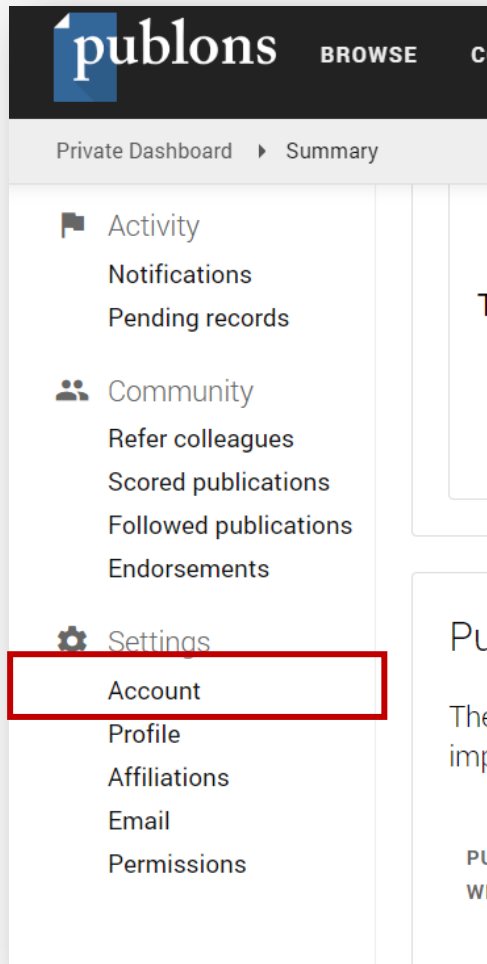 publons BROWSE
Private Dashboard Summary
Activity
Notifications
Pending records
Community
Refer colleagues
Scored publications
Followed publications
Endorsements
Settings
Account
Profile
Affiliations
Email
Permissions